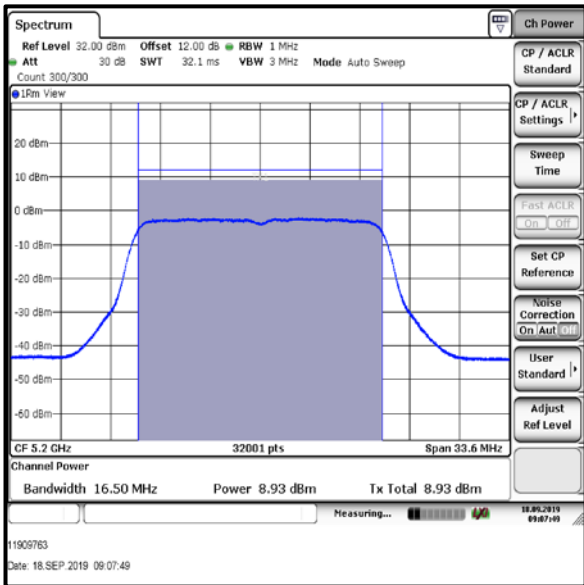 Spectrum
Ref Level 32.00 dBm Offset 12.00 dB RBW 1 MHz
Att 30 dB SWT 32.1 ms VBW 3 MHz Mode Auto Sweep
Count 300/300
1Rm View
20 dBm
10 dBm
0 dBm
-10 dBm
-20 dBm
-30 dBm
-40 dBm
-50 dBm
-60 dBm
CF 5.2 GHz 32001 pts Span 33.6 MHz
Channel Power
Bandwidth 16.50 MHz Power 8.93 dBm Tx Total 8.93 dBm
Measuring... 18.09.2019
09:07:49
Ch Power
CP / ACLR
Standard
CP / ACLR
Settings
Sweep
Time
Fast ACLR
On Off
Set CP
Reference
Noise
Correction
On Aut Off
User
Standard
Adjust
Ref Level
11909763
Date: 18.SEP.2019 09:07:49